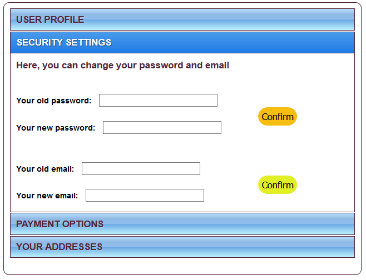 USER PROFILE
SECURITY SETTINGS
Here, you can change your password and email
Your old password:
Confirm
Your new password:
Your old email:
Confirm
Your new email:
PAYMENT OPTIONS
YOUR ADDRESSES